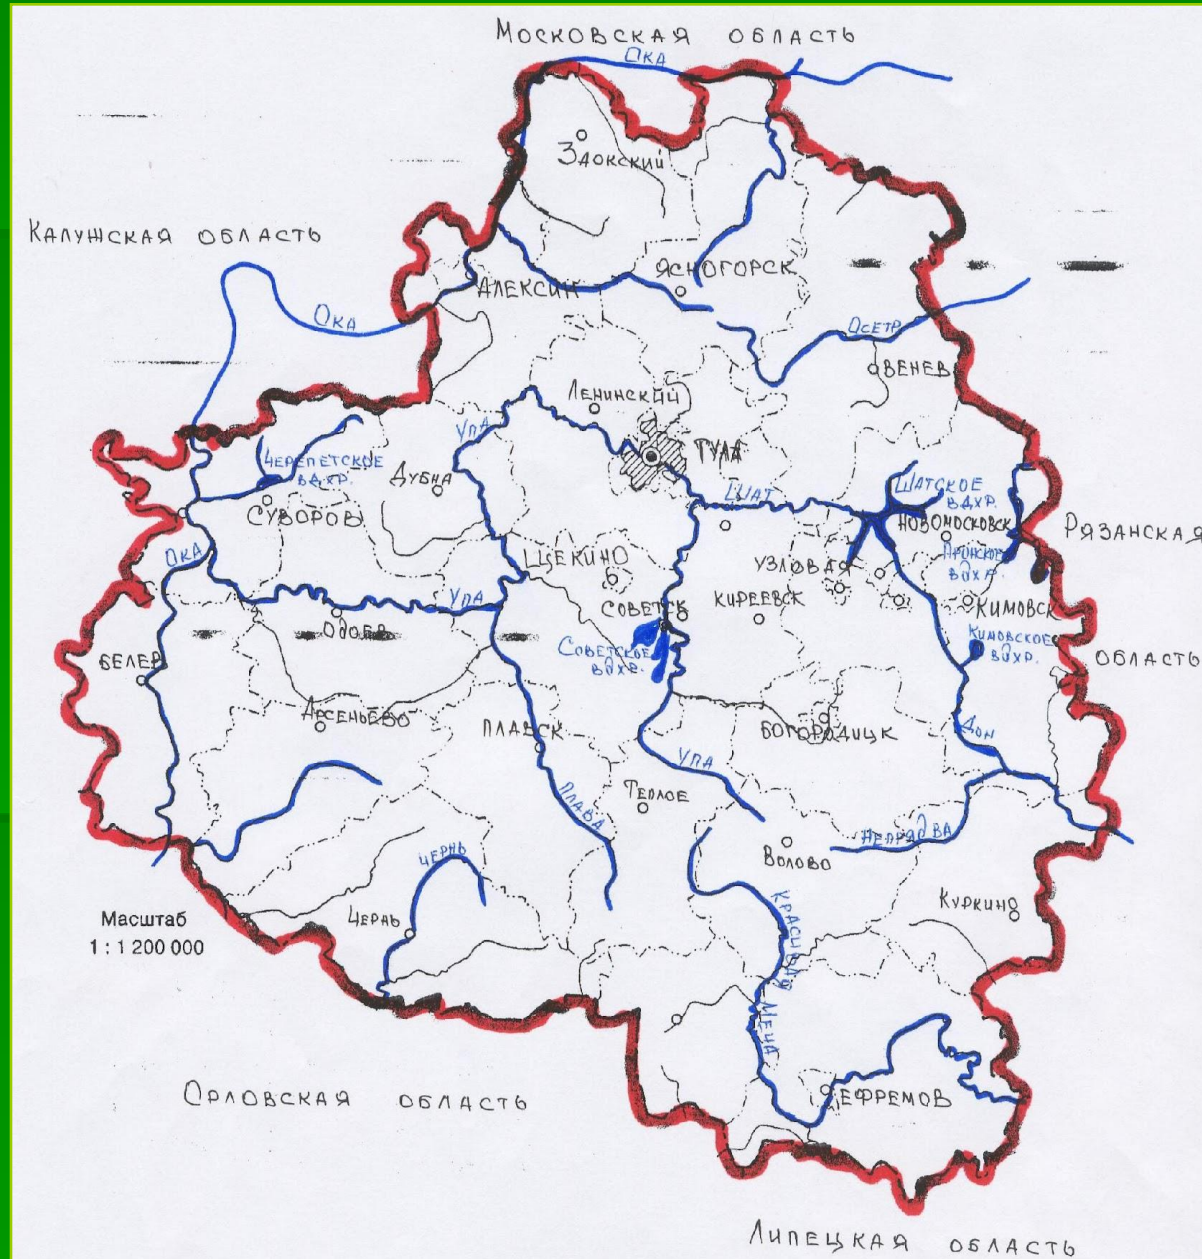 МОСКОВСКАЯ ОБЛАСТЬ
ОКА
ЗАОКСКИЙ
КАЛУЖСКАЯ ОБЛАСТЬ
ЯСНОГОРСК
АЛЕКСИН
ОКА
ОСЕТР
ВЕНЕВ
ЛЕНИНСКИЙ
УПА
ТУЛА
ЧЕРЕПЕТСКОЕ
ВДХР.
ДУБНА
ШАТ
ШАТСКОЕ
ВДХР.
СУВОРОВ
НОВОМОСКОВСК
РЯЗАНСКАЯ
ОКА
ЩЕКИНО
УЗЛОВА
ВДХР.
УПА
СОВЕТСК
КИРЕЕВСК
КИМОВСК
ОДОЕВ
СОВЕТСКОЕ
ВДХР.
КИМОВСКОЕ
ВДХР.
ОБЛАСТЬ
БЕЛЕВ
АРСЕНЬЕВО
ПЛАВСК
БОГОРОДИЦК
ДОН
УПА
ТЕПЛОЕ
ПЛАВА
НЕПРЯДВА
ЧЕРНЬ
ВОЛОВО
Масштаб
1 : 1 200 000
ЧЕРНЬ
КУРКИНО
КРАСИВАЯ
МЕЧА
ОРЛОВСКАЯ ОБЛАСТЬ
ЕФРЕМОВ
ЛИПЕЦКАЯ ОБЛАСТЬ